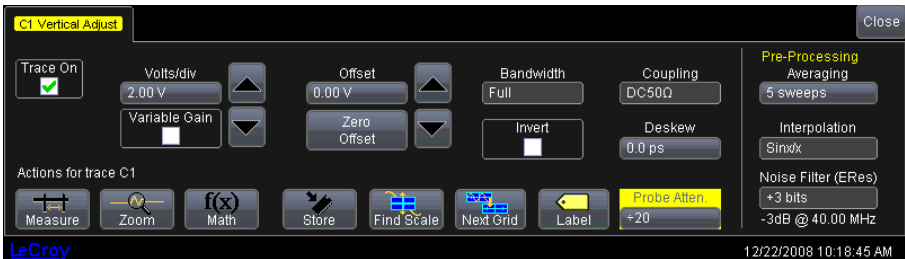 C1 Vertical Adjust
Close
Trace On
Volts/div
2.00 V
Variable Gain
Offset
0.00 V
Zero
Offset
Bandwidth
Full
Invert
Coupling
DC50Ω
Deskew
0.0 ps
Pre-Processing
Averaging
5 sweeps
Interpolation
Sinx/x
Noise Filter (ERes)
+3 bits
-3dB @ 40.00 MHz
Actions for trace C1
Measure
Zoom
f(x)
Math
Store
Find Scale
Next Grid
Label
Probe Atten.
÷20
LeCroy
12/22/2008 10:18:45 AM